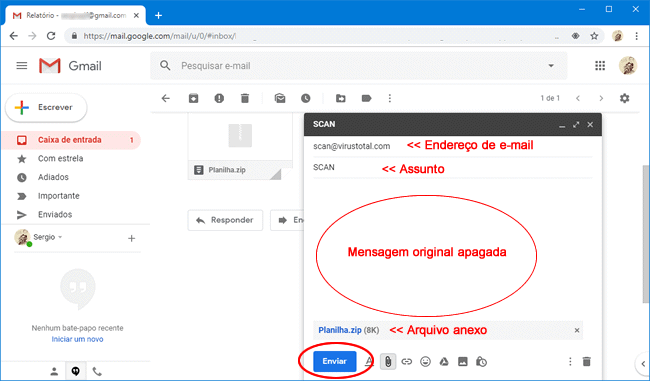 Relatório - @gmail.com
https://mail.google.com/mail/u/0/#inbox/
Gmail
Pesquisar e-mail
Escrever
1 de 1
Caixa de entrada 1
Com estrela
Adiados
Importante
Enviados
Sergio
Nenhum bate-papo recente
Iniciar um novo
Planilha.zip
Responder
En
SCAN
scan@virustotal.com << Endereço de e-mail
SCAN << Assunto
Mensagem original apagada
Planilha.zip (8K) << Arquivo anexo
Enviar